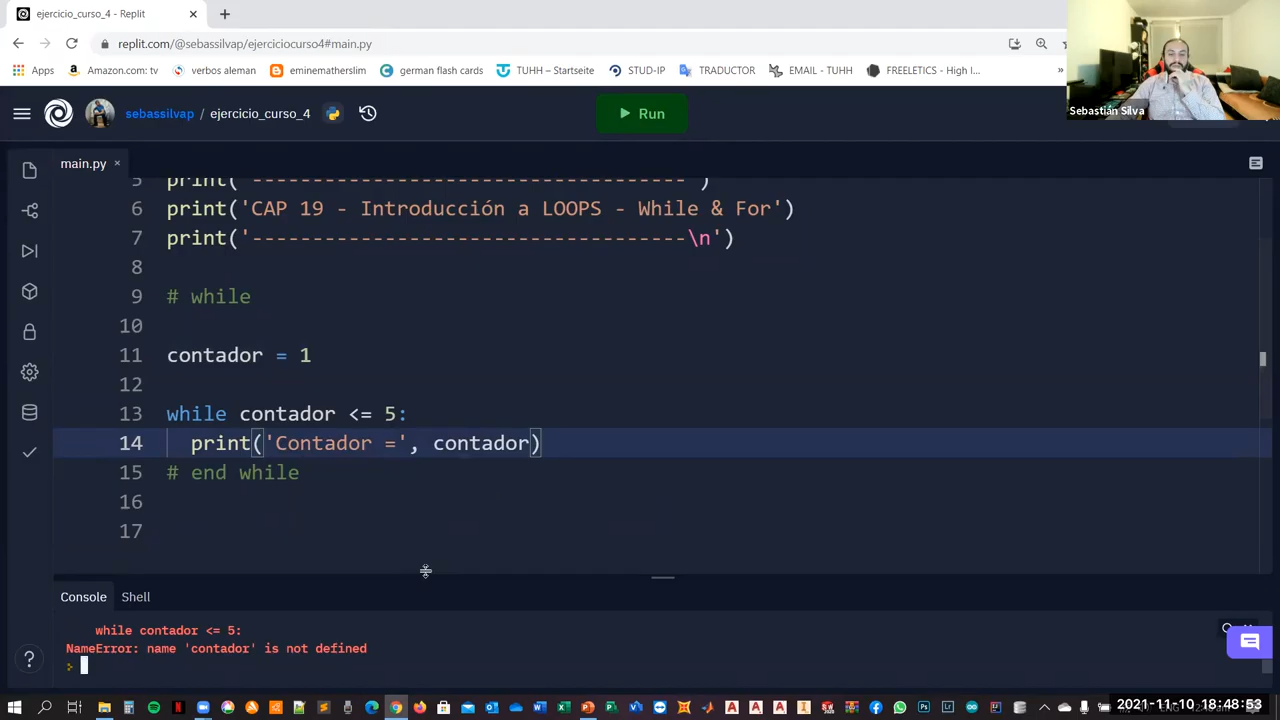 ejercicio_curso_4 - Replit
replit.com/@sebassilvap/ejerciciocurso4#main.py
Apps
Amazon.com: tv
verbos aleman
eminematherslim
german flash cards
TUHH – Startseite
STUD-IP
TRADUCTOR
EMAIL - TUHH
FREELETICS - High I...
»
Sebastián Silva
sebassilvap / ejercicio_curso_4
Run
main.py
5 print('------------------------------------')
6 print('CAP 19 - Introducción a LOOPS - While & For')
7 print('------------------------------------\n')
8
9 # while
10
11 contador = 1
12
13 while contador <= 5:
14 print('Contador =', contador)
15 # end while
16
17
Console
Shell
while contador <= 5:
NameError: name 'contador' is not defined
2021-11-10 18:48:53